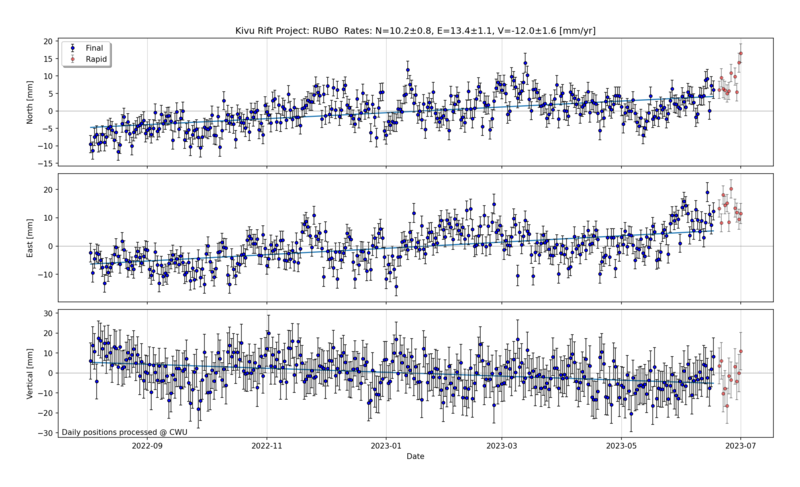 Kivu Rift Project: RUBO Rates: N=10.2±0.8, E=13.4±1.1, V=-12.0±1.6 [mm/yr]
Final
Rapid
20
15
10
5
0
−5
−10
−15
North [mm]
20
10
0
−10
East [mm]
30
20
10
0
−10
−20
−30
Vertical [mm]
Daily positions processed @ CWU
2022-09 2022-11 2023-01 2023-03 2023-05 2023-07
Date